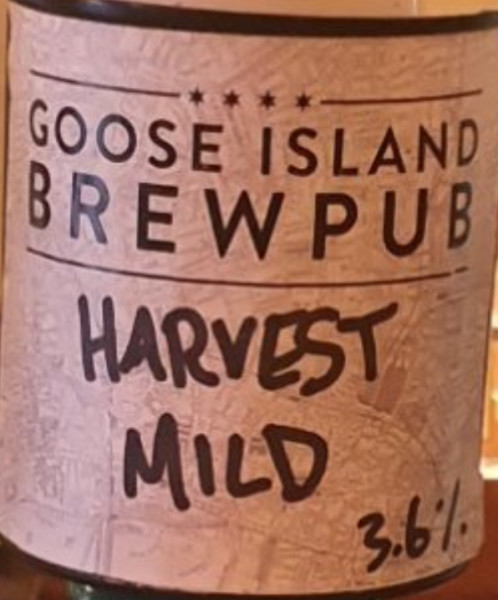 GOOSE ISLAND
BREWPUB
HARVEST
MILD
3.6%